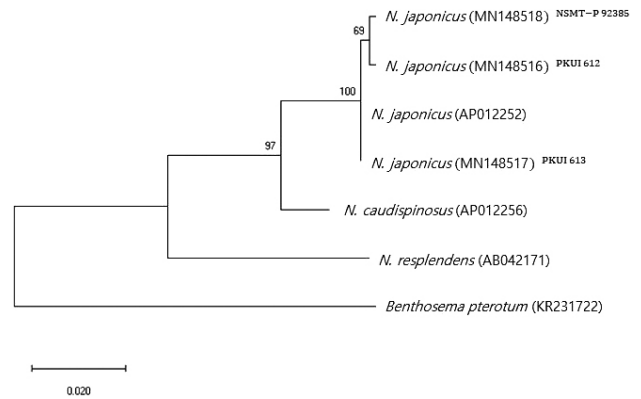 N. japonicus (MN148518) NSMT-P 92385
69
N. japonicus (MN148516) PKUI 612
100
N. japonicus (AP012252)
N. japonicus (MN148517) PKUI 613
97
N. caudispinosus (AP012256)
N. resplendens (AB042171)
Benthosema pterotum (KR231722)
0.020